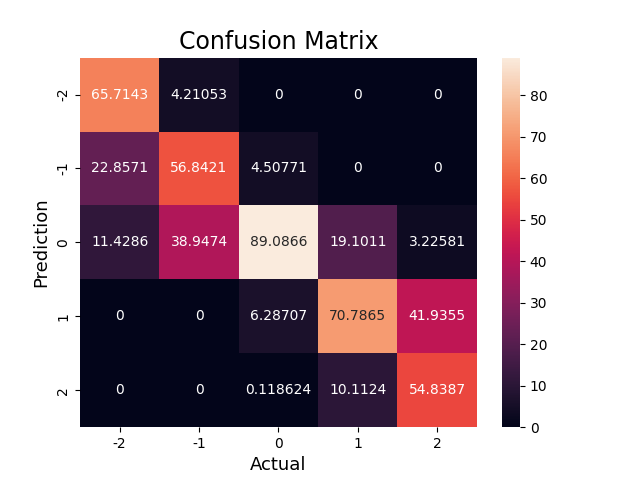 Confusion Matrix
-2 65.7143 4.21053 0 0 0
-1 22.8571 56.8421 4.50771 0 0
0 11.4286 38.9474 89.0866 19.1011 3.22581
1 0 0 6.28707 70.7865 41.9355
2 0 0 0.118624 10.1124 54.8387
-2 -1 0 1 2
Actual
Prediction
80
70
60
50
40
30
20
10
0